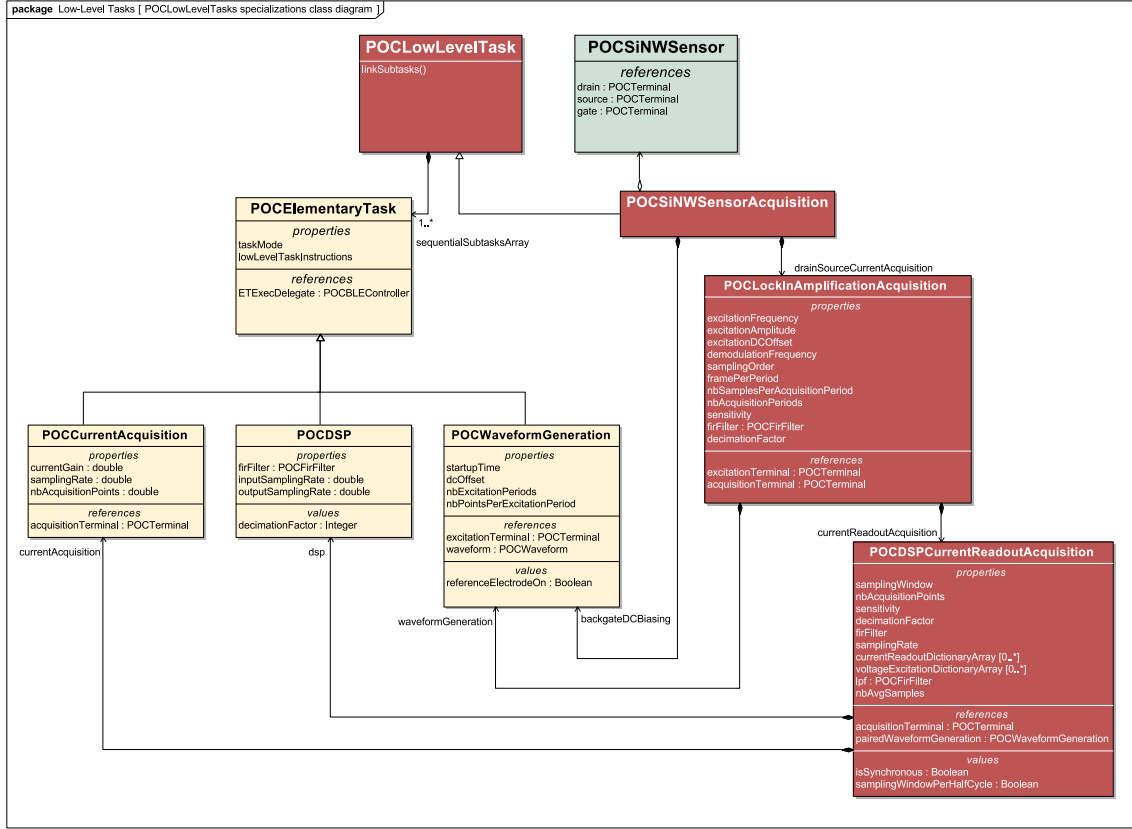 package Low-Level Tasks [ POCLowLevelTasks specializations class diagram ]
POCLowLevelTask
linkSubtasks()
POCSiNWSensor
references
drain : POCTerminal
source : POCTerminal
gate : POCTerminal
POCSiNWSensorAcquisition
POCElementaryTask
properties
taskMode
lowLevelTaskInstructions
references
ETExecDelegate : POCBLEController
1..*
sequentialSubtasksArray
drainSourceCurrentAcquisition
POCLockInAmplificationAcquisition
properties
excitationFrequency
excitationAmplitude
excitationDCOffset
demodulationFrequency
samplingOrder
framePerPeriod
nbSamplesPerAcquisitionPeriod
nbAcquisitionPeriods
sensitivity
firFilter : POCFirFilter
decimationFactor
references
excitationTerminal : POCTerminal
acquisitionTerminal : POCTerminal
POCCurrentAcquisition
properties
currentGain : double
samplingRate : double
nbAcquisitionPoints : double
references
acquisitionTerminal : POCTerminal
currentAcquisition
POCDSP
properties
firFilter : POCFirFilter
inputSamplingRate : double
outputSamplingRate : double
values
decimationFactor : Integer
dsp
POCWaveformGeneration
properties
startupTime
dcOffset
nbExcitationPeriods
nbPointsPerExcitationPeriod
references
excitationTerminal : POCTerminal
waveform : POCWaveform
values
referenceElectrodeOn : Boolean
waveformGeneration
backgateDCBiasing
currentReadoutAcquisition
POCDSPCurrentReadoutAcquisition
properties
samplingWindow
nbAcquisitionPoints
sensitivity
decimationFactor
firFilter
samplingRate
currentReadoutDictionaryArray [0..*]
voltageExcitationDictionaryArray [0..*]
lpf : POCFirFilter
nbAvgSamples
references
acquisitionTerminal : POCTerminal
pairedWaveformGeneration : POCWaveformGeneration
values
isSynchronous : Boolean
samplingWindowPerHalfCycle : Boolean